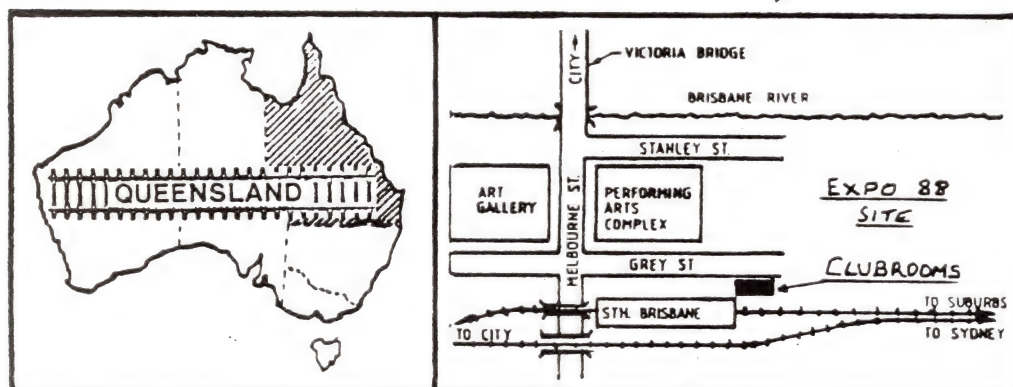 QUEENSLAND
CITY
VICTORIA BRIDGE
BRISBANE RIVER
STANLEY ST.
ART
GALLERY
MELBOURNE ST.
PERFORMING
ARTS
COMPLEX
EXPO 88
SITE
GREY ST
CLUBROOMS
STH. BRISBANE
TO SUBURBS
TO CITY
TO SYDNEY